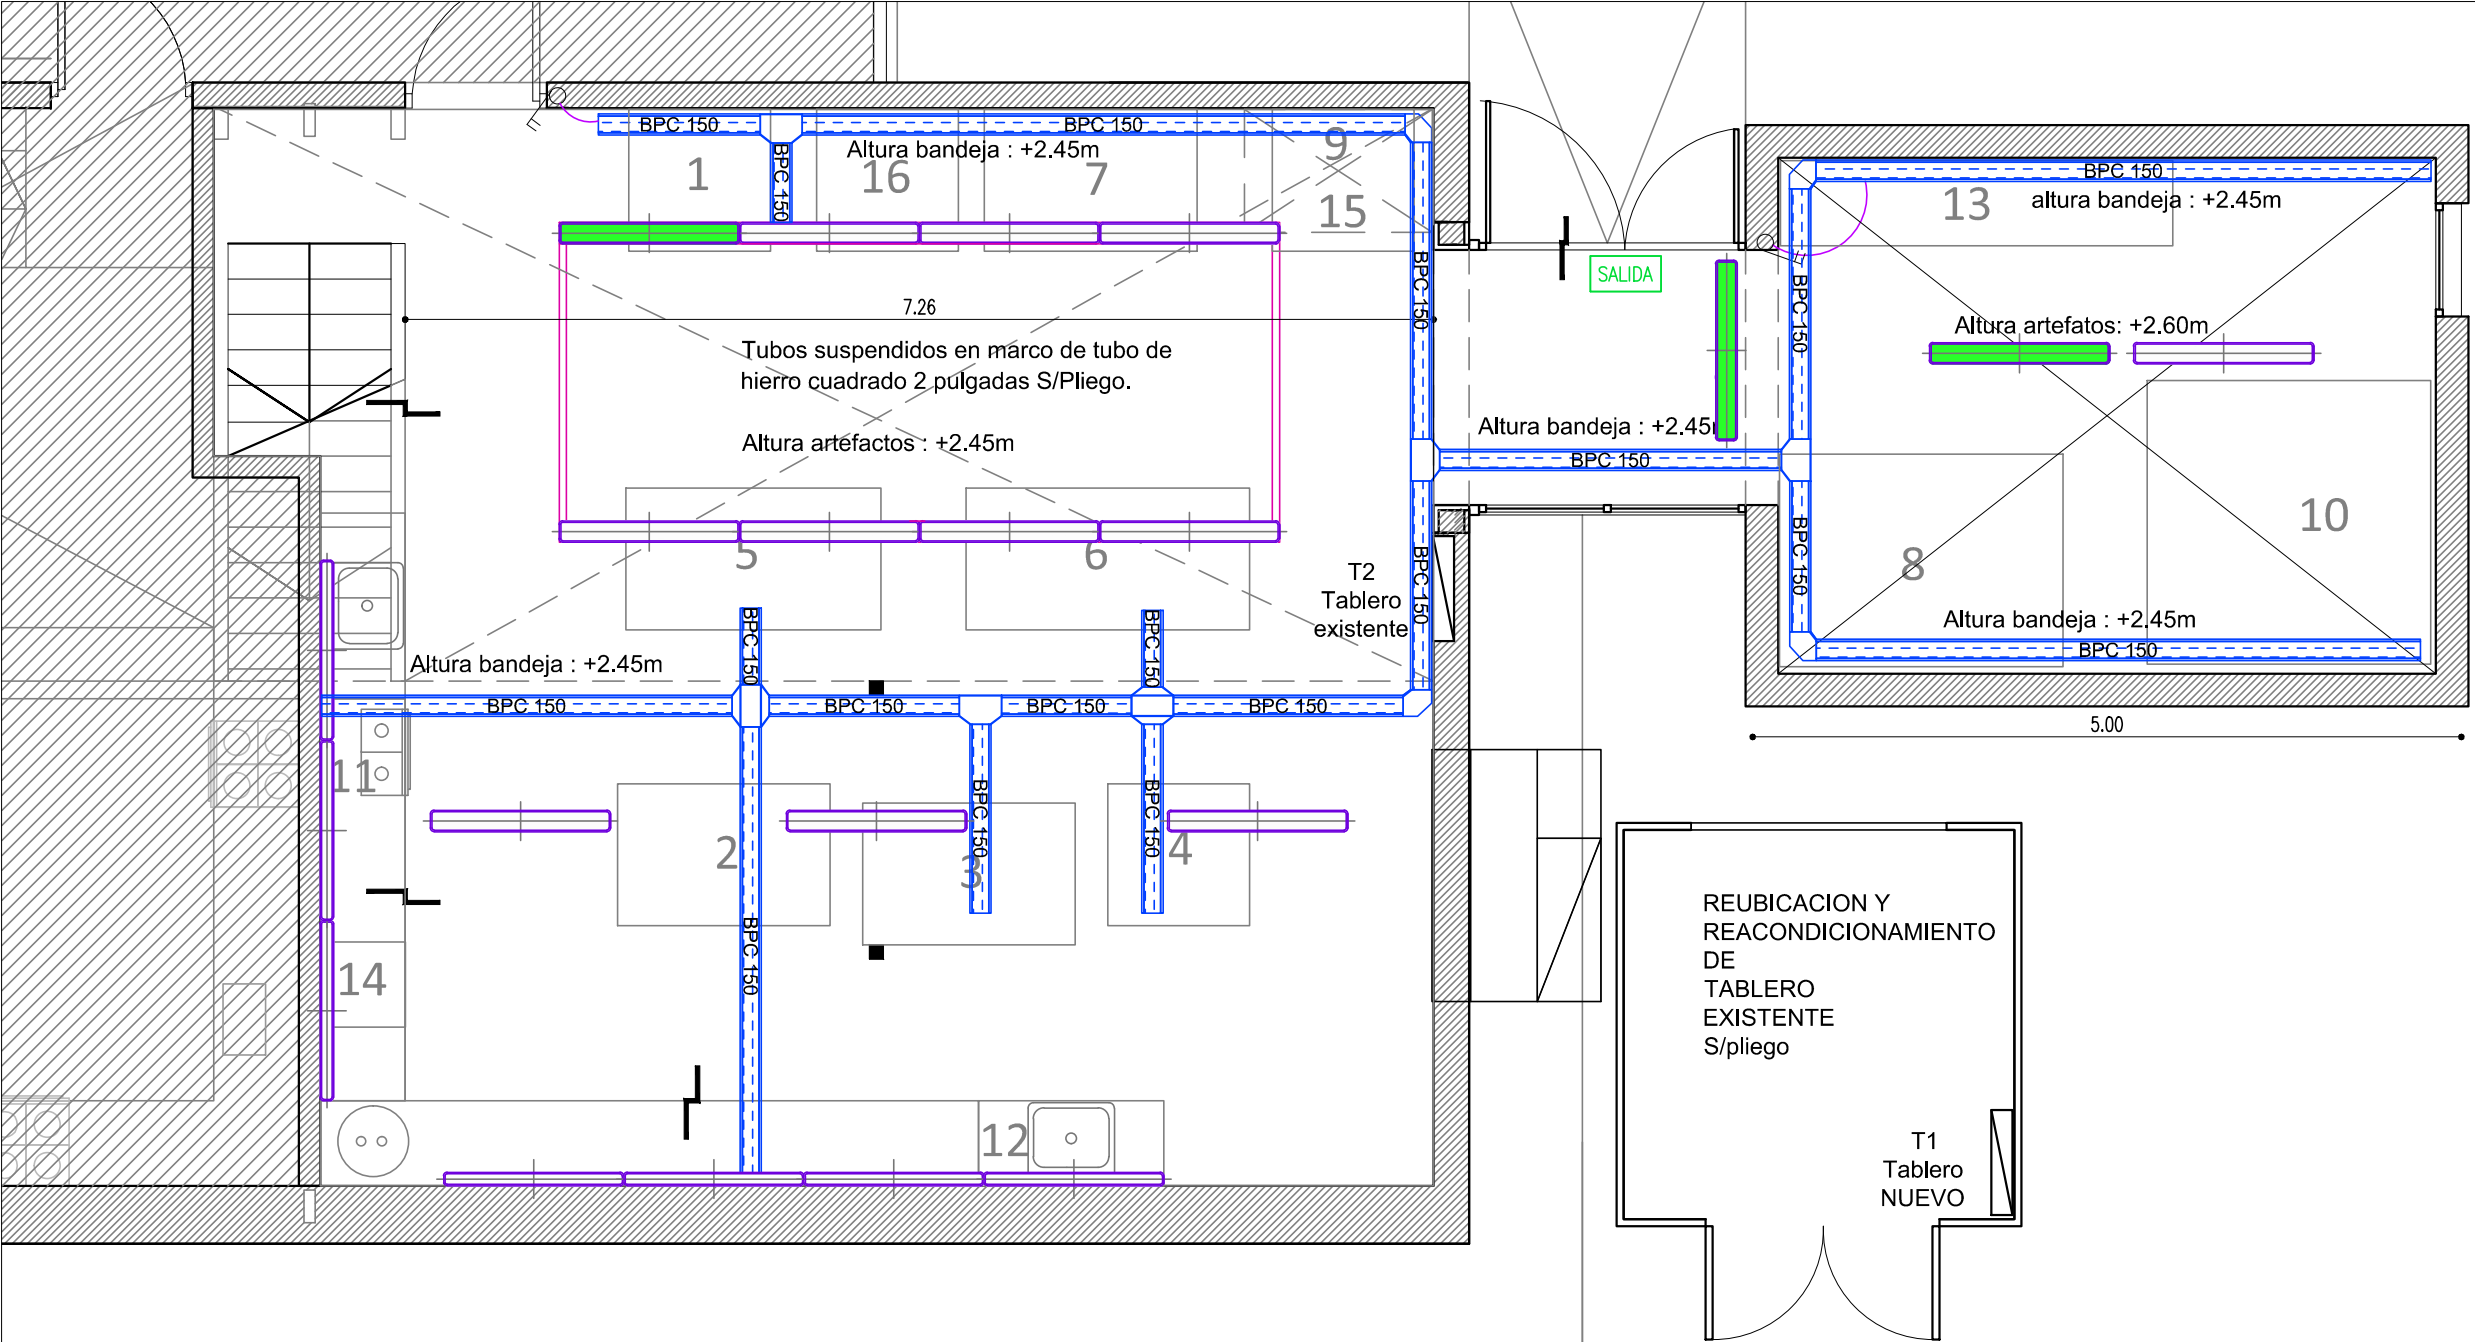 BPC 150
BPC 150
Altura bandeja : +2.45m
BPC 150
1
16
7
9
15
BPC 150
altura bandeja : +2.45m
13
SALIDA
BPC 150
BPC 150
7.26
Altura artefatos: +2.60m
Tubos suspendidos en marco de tubo de
hierro cuadrado 2 pulgadas S/Pliego.
Altura artefactos : +2.45m
Altura bandeja : +2.45
BPC 150
5
6
8
10
BPC 150
BPC 150
T2
Tablero
existente
BPC 150
BPC 150
Altura bandeja : +2.45m
Altura bandeja : +2.45m
BPC 150
BPC 150
BPC 150
BPC 150
BPC 150
5.00
11
2
3
4
BPC 150
BPC 150
BPC 150
14
12
REUBICACION Y
REACONDICIONAMIENTO
DE
TABLERO
EXISTENTE
S/pliego
T1
Tablero
NUEVO